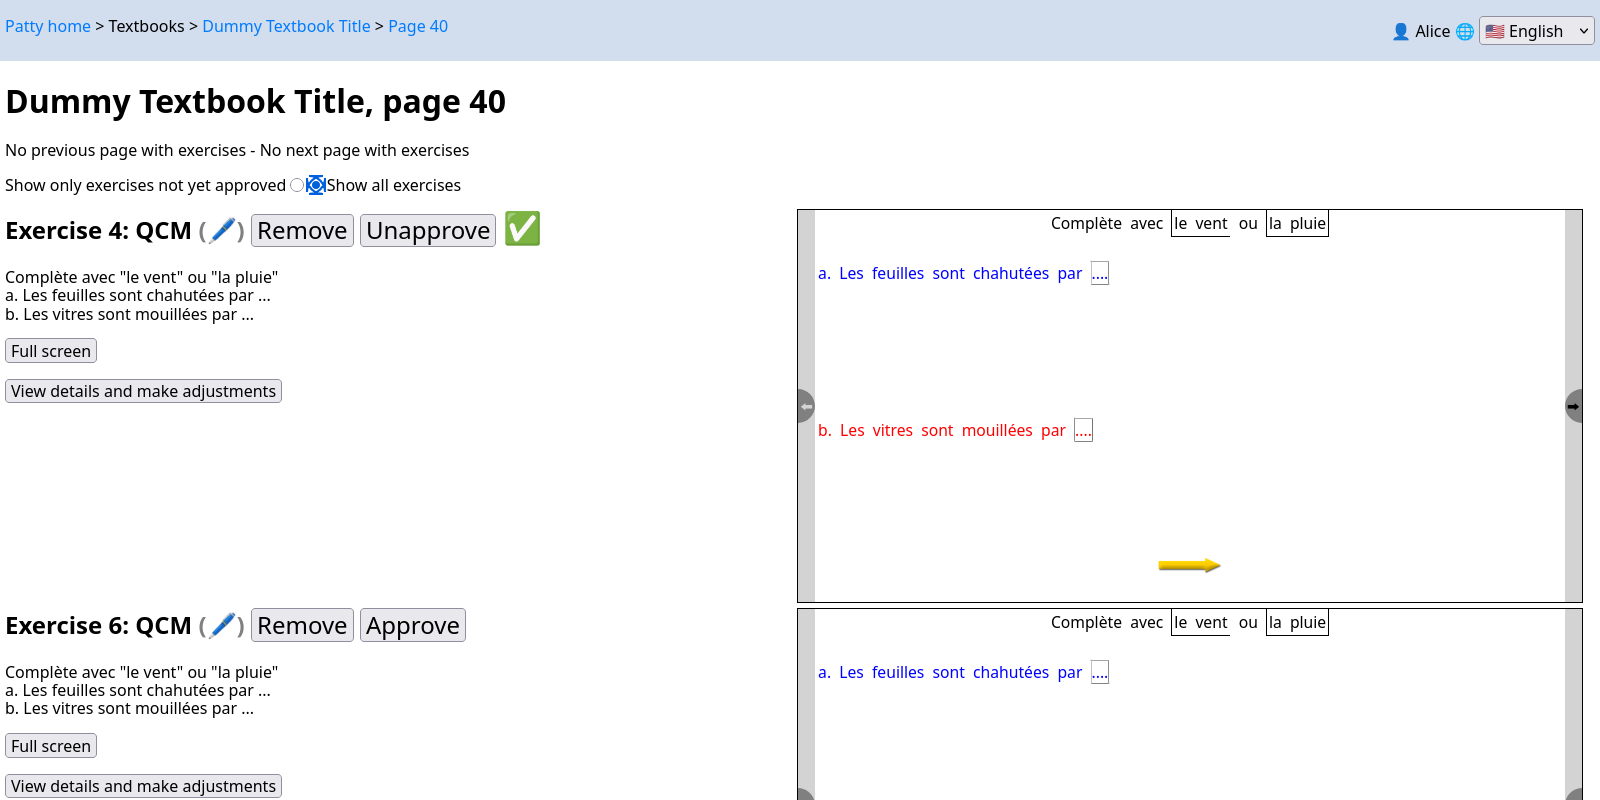 Patty home > Textbooks > Dummy Textbook Title > Page 40
Alice
English
Dummy Textbook Title, page 40
No previous page with exercises - No next page with exercises
Show only exercises not yet approved Show all exercises
Exercise 4: QCM ( ) Remove Unapprove
Complète avec "le vent" ou "la pluie"
a. Les feuilles sont chahutées par ...
b. Les vitres sont mouillées par ...
Full screen
View details and make adjustments
Complète avec le vent ou la pluie
a. Les feuilles sont chahutées par ....
b. Les vitres sont mouillées par ....
Exercise 6: QCM ( ) Remove Approve
Complète avec "le vent" ou "la pluie"
a. Les feuilles sont chahutées par ...
b. Les vitres sont mouillées par ...
Full screen
View details and make adjustments
Complète avec le vent ou la pluie
a. Les feuilles sont chahutées par ....